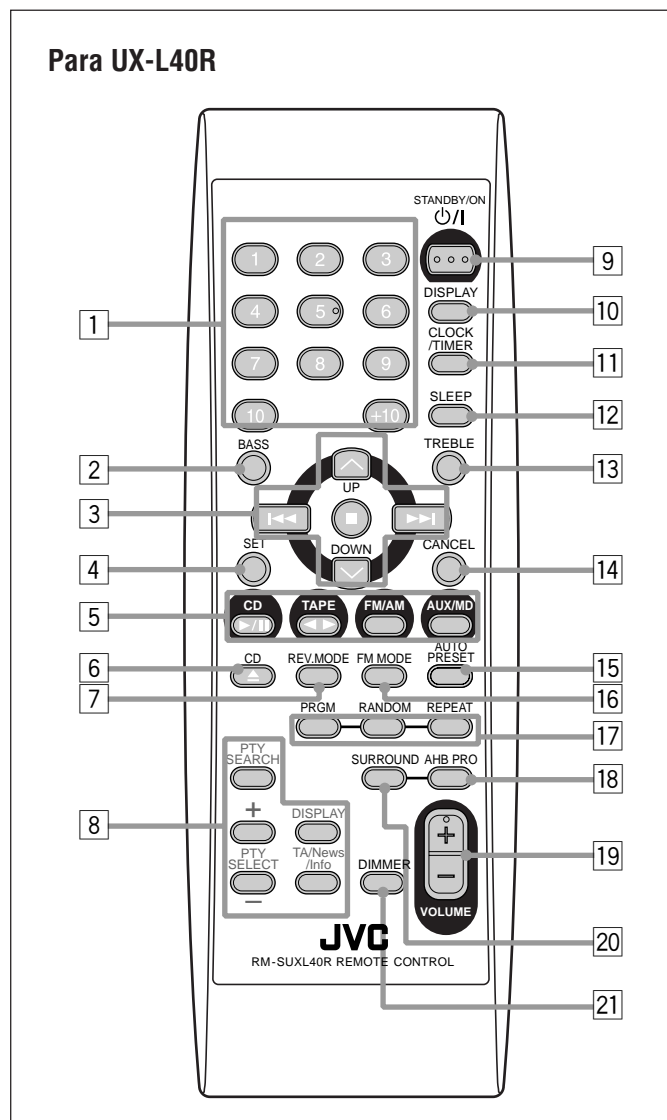 Para UX-L40R
STANDBY/ON
⏻/I
1 2 3
4 5 6
7 8 9
10 +10
DISPLAY
CLOCK
/TIMER
SLEEP
BASS
TREBLE
UP
DOWN
SET
CANCEL
CD TAPE FM/AM AUX/MD
CD
REV.MODE
FM MODE
AUTO
PRESET
PRGM RANDOM REPEAT
SURROUND AHB PRO
PTY
SEARCH
+
PTY
SELECT
–
DISPLAY
TA/News
/Info
DIMMER
+
–
VOLUME
JVC
RM-SUXL40R REMOTE CONTROL
1
2
3
4
5
6
7
8
9
10
11
12
13
14
15
16
17
18
19
20
21